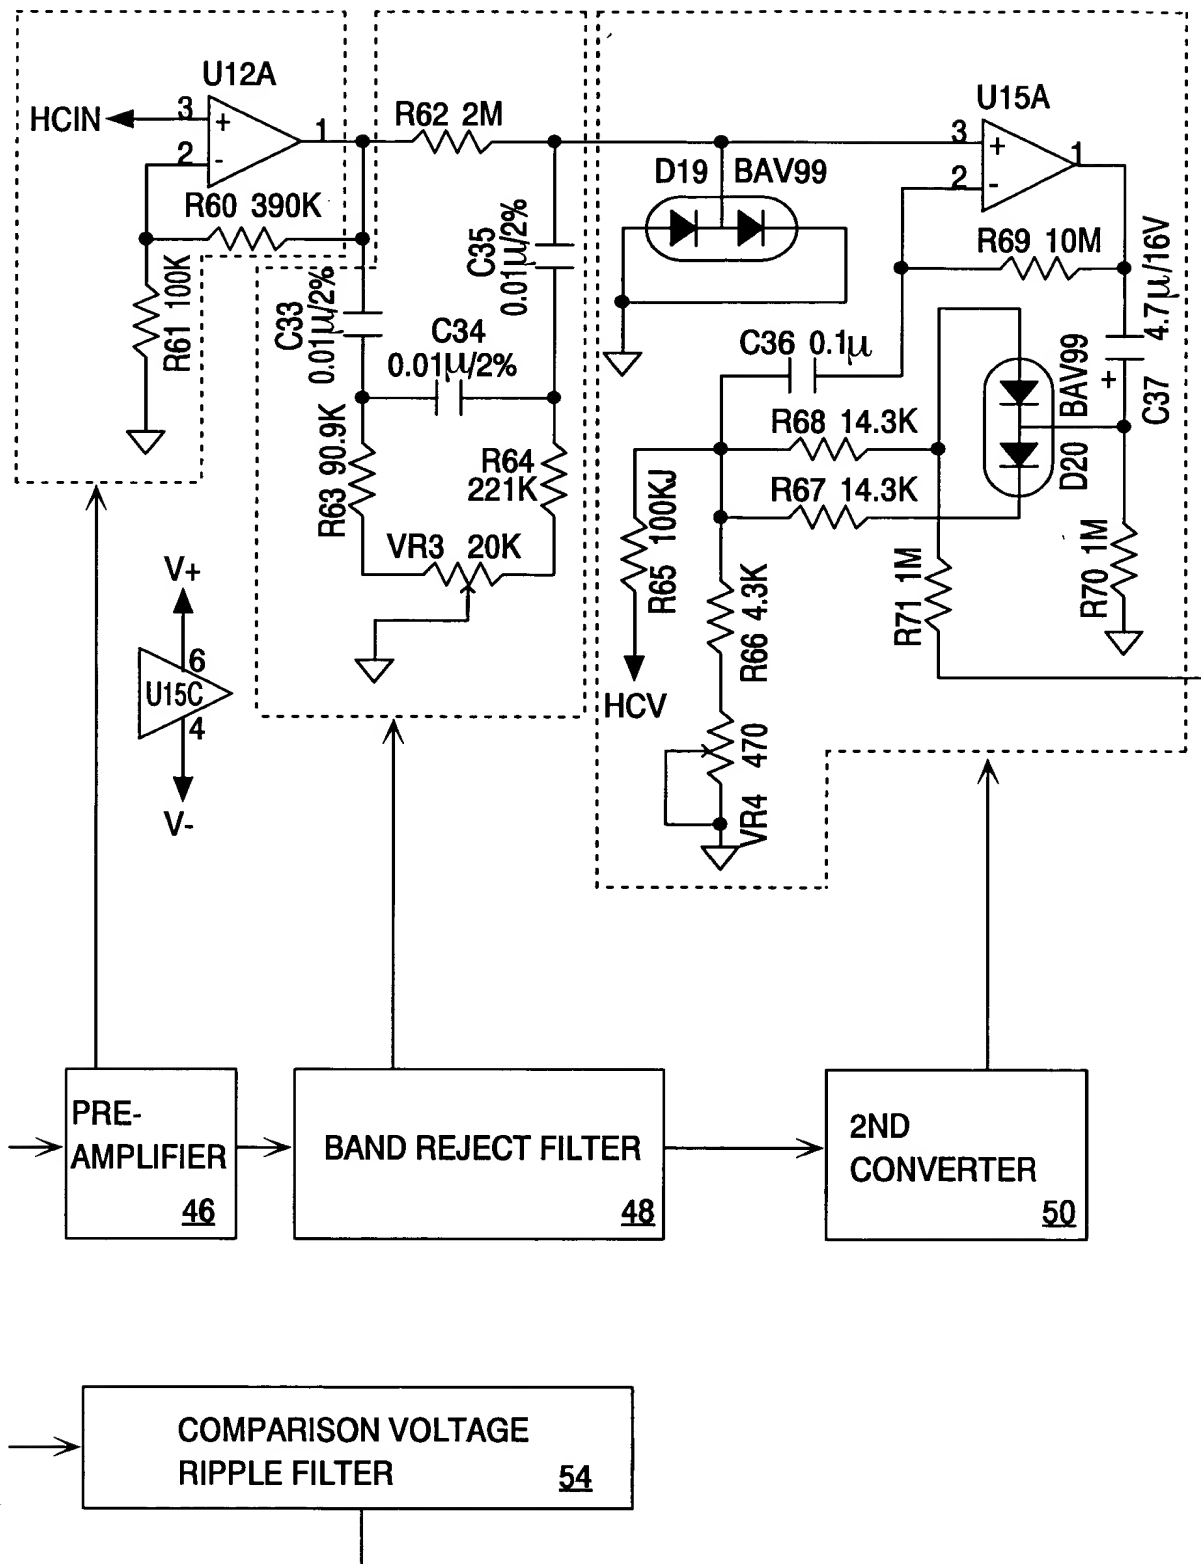 U12A
HCIN
3
+
2
-
1
R60 390K
R61 100K
R62 2M
C33
0.01µ/2%
C34
0.01µ/2%
C35
0.01µ/2%
R63 90.9K
R64
221K
VR3 20K
D19 BAV99
U15A
3
+
2
-
1
R69 10M
4.7µ/16V
C37
+
C36 0.1µ
R68 14.3K
R67 14.3K
BAV99
D20
R65 100KJ
R66 4.3K
R71 1M
R70 1M
HCV
VR4 470
V+
6
U15C
4
V-
PRE-
AMPLIFIER
46
BAND REJECT FILTER
48
2ND
CONVERTER
50
COMPARISON VOLTAGE
RIPPLE FILTER
54